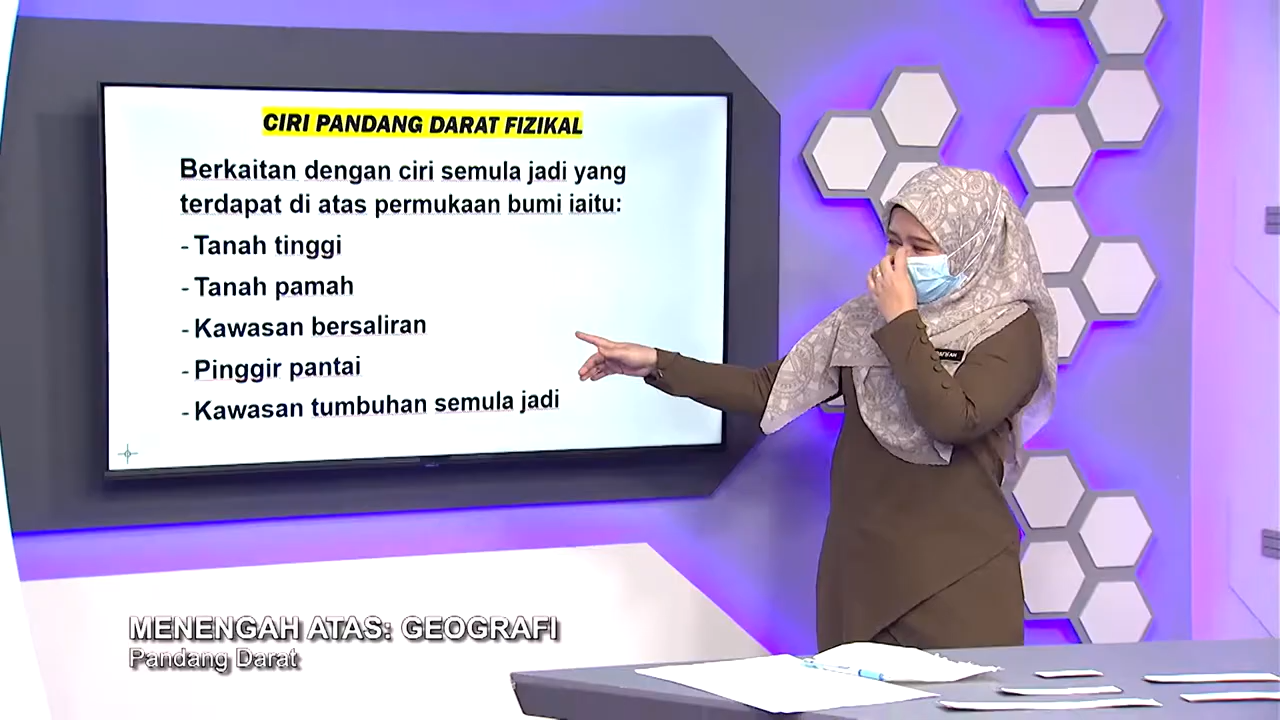 CIRI PANDANG DARAT FIZIKAL
Berkaitan dengan ciri semula jadi yang
terdapat di atas permukaan bumi iaitu:
- Tanah tinggi
- Tanah pamah
- Kawasan bersaliran
- Pinggir pantai
- Kawasan tumbuhan semula jadi
MENENGAH ATAS: GEOGRAFI
Pandang Darat